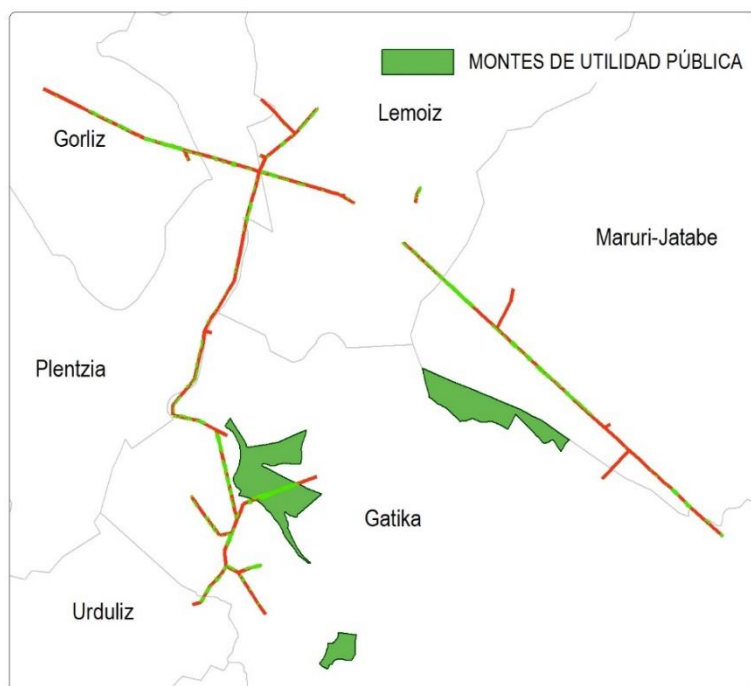 MONTES DE UTILIDAD PÚBLICA
Lemoiz
Gorliz
Maruri-Jatabe
Plentzia
Gatika
Urduliz